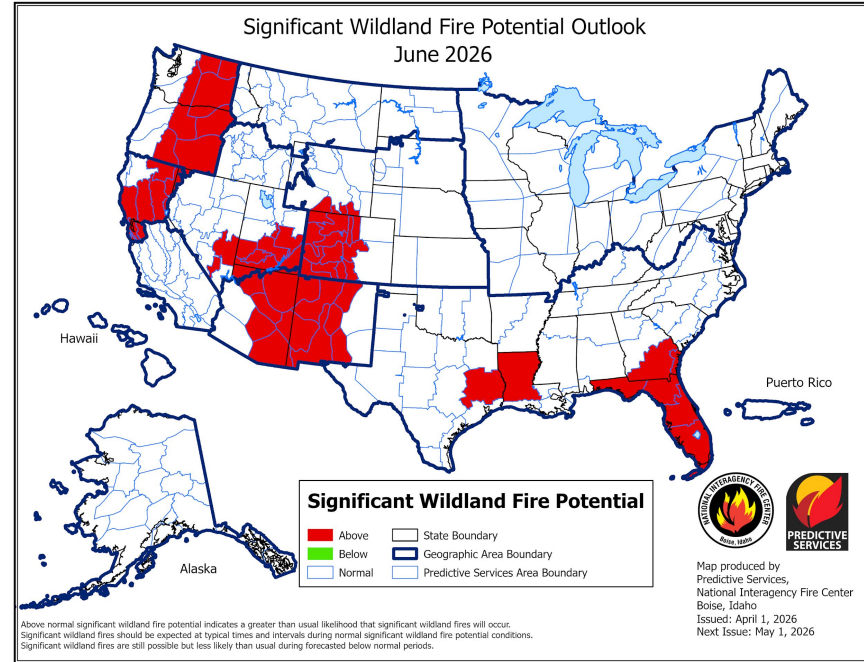 Significant Wildland Fire Potential Outlook
June 2026
Hawaii
Puerto Rico
Alaska
Significant Wildland Fire Potential
Above
State Boundary
Below
Geographic Area Boundary
Normal
Predictive Services Area Boundary
NATIONAL INTERAGENCY FIRE CENTER
Boise, Idaho
PREDICTIVE
SERVICES
Map produced by
Predictive Services,
National Interagency Fire Center
Boise, Idaho
Issued: April 1, 2026
Next Issue: May 1, 2026
Above normal significant wildland fire potential indicates a greater than usual likelihood that significant wildland fires will occur.
Significant wildland fires should be expected at typical times and intervals during normal significant wildland fire potential conditions.
Significant wildland fires are still possible but less likely than usual during forecasted below normal periods.